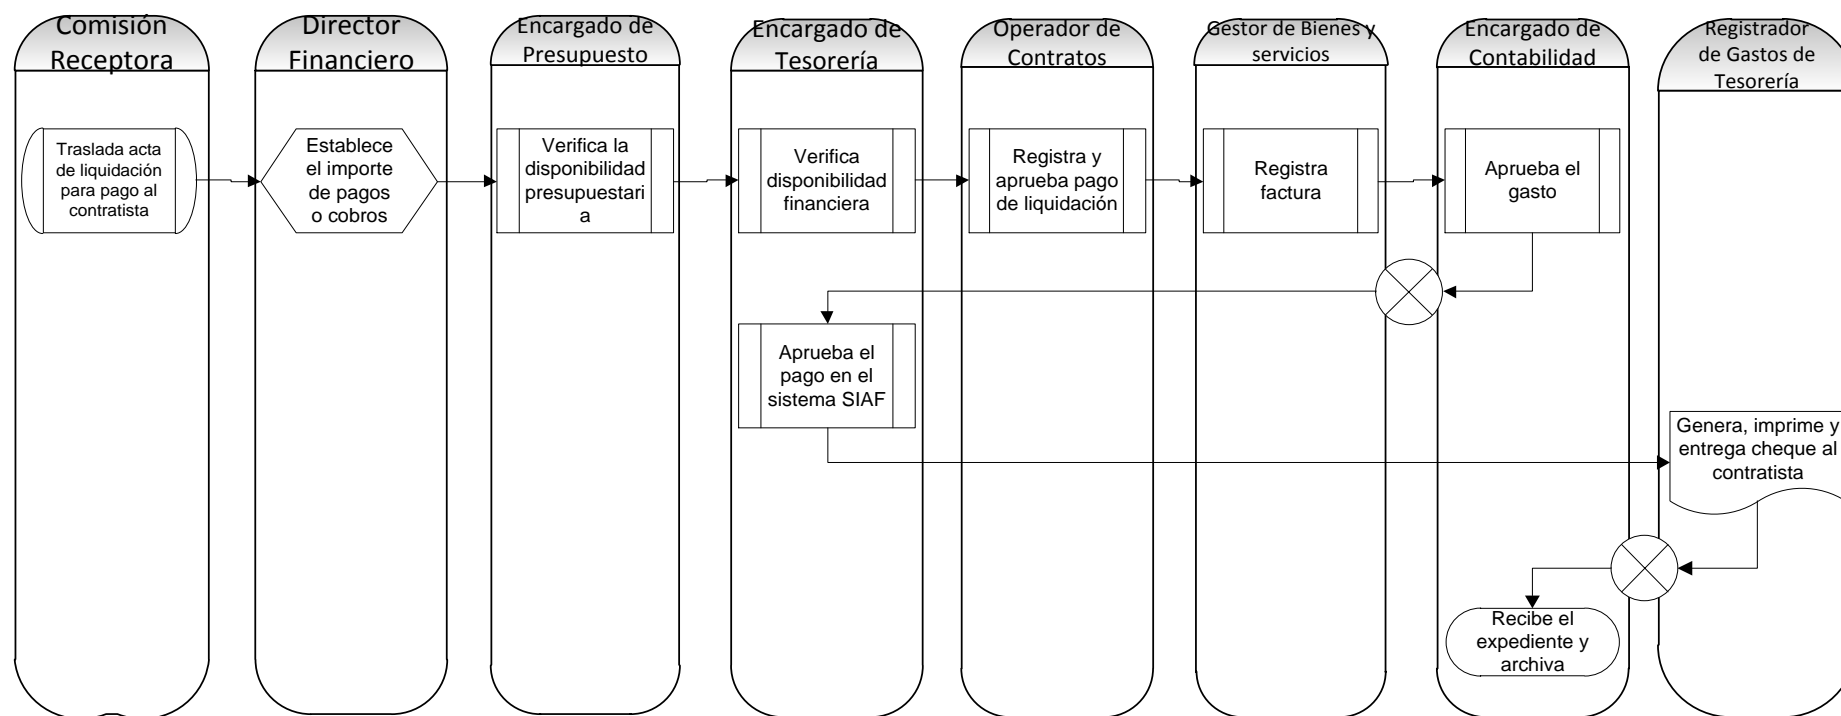 Comisión
Receptora
Director
Financiero
Encargado de
Presupuesto
Encargado de
Tesorería
Operador de
Contratos
Gestor de Bienes y
servicios
Encargado de
Contabilidad
Registrador
de Gastos de
Tesorería
Traslada acta
de liquidación
para pago al
contratista
Establece
el importe
de pagos
o cobros
Verifica la
disponibilidad
presupuestari
a
Verifica
disponibilidad
financiera
Registra y
aprueba pago
de liquidación
Registra
factura
Aprueba el
gasto
Aprueba el
pago en el
sistema SIAF
Genera, imprime y
entrega cheque al
contratista
Recibe el
expediente y
archiva